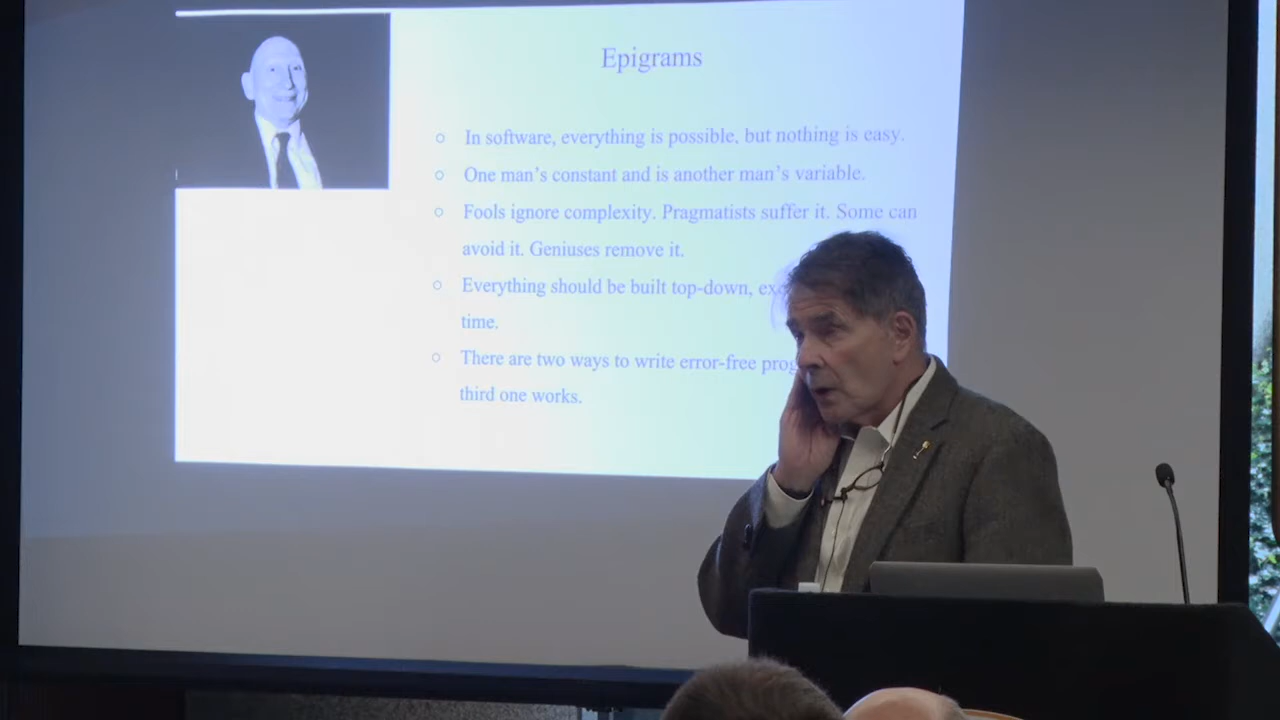 Epigrams
○ In software, everything is possible, but nothing is easy.
○ One man's constant and is another man's variable.
○ Fools ignore complexity. Pragmatists suffer it. Some can
avoid it. Geniuses remove it.
○ Everything should be built top-down,
time.
○ There are two ways to write error-free
third one works.